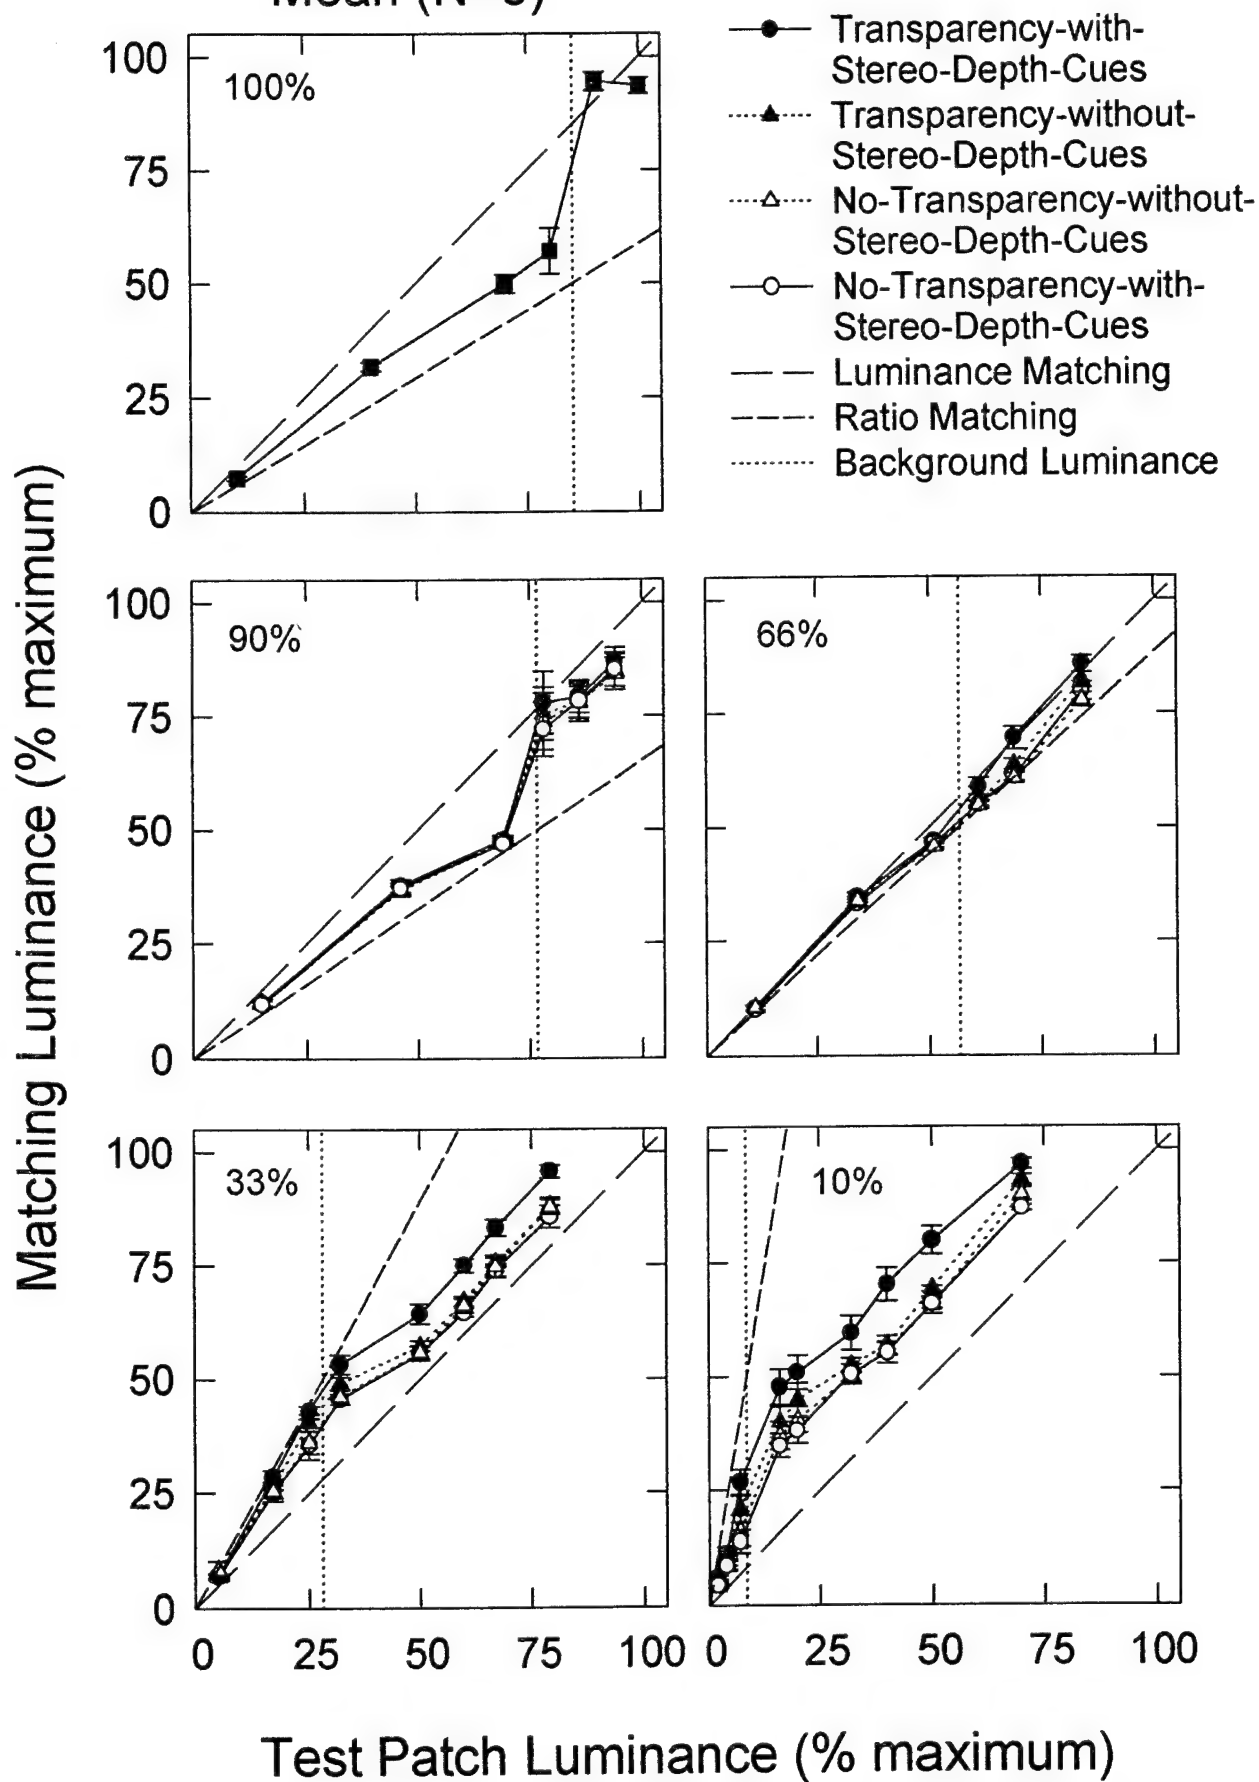 100%
100
75
50
25
0
Transparency-with-
Stereo-Depth-Cues
Transparency-without-
Stereo-Depth-Cues
No-Transparency-without-
Stereo-Depth-Cues
No-Transparency-with-
Stereo-Depth-Cues
Luminance Matching
Ratio Matching
Background Luminance
Matching Luminance (% maximum)
90%
100
75
50
25
0
66%
33%
100
75
50
25
0
0 25 50 75 100
10%
0 25 50 75 100
Test Patch Luminance (% maximum)